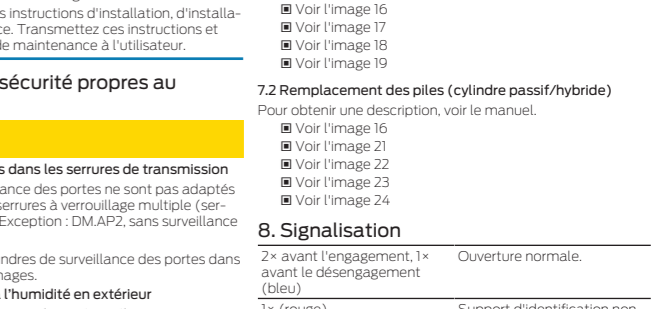 s instructions d'installation, d'installa-
ce. Transmettez ces instructions et
de maintenance à l'utilisateur.
sécurité propres au
s dans les serrures de transmission
ance des portes ne sont pas adaptés
serrures à verrouillage multiple (ser-
Exception : DM.AP2, sans surveillance
ndres de surveillance des portes dans
nages.
l'humidité en extérieur
▣ Voir l'image 16
▣ Voir l'image 17
▣ Voir l'image 18
▣ Voir l'image 19
7.2 Remplacement des piles (cylindre passif/hybride)
Pour obtenir une description, voir le manuel.
▣ Voir l'image 16
▣ Voir l'image 21
▣ Voir l'image 22
▣ Voir l'image 23
▣ Voir l'image 24
8. Signalisation
2× avant l'engagement, 1× Ouverture normale.
avant le désengagement
(bleu)
1× (rouge) Support d'identification non